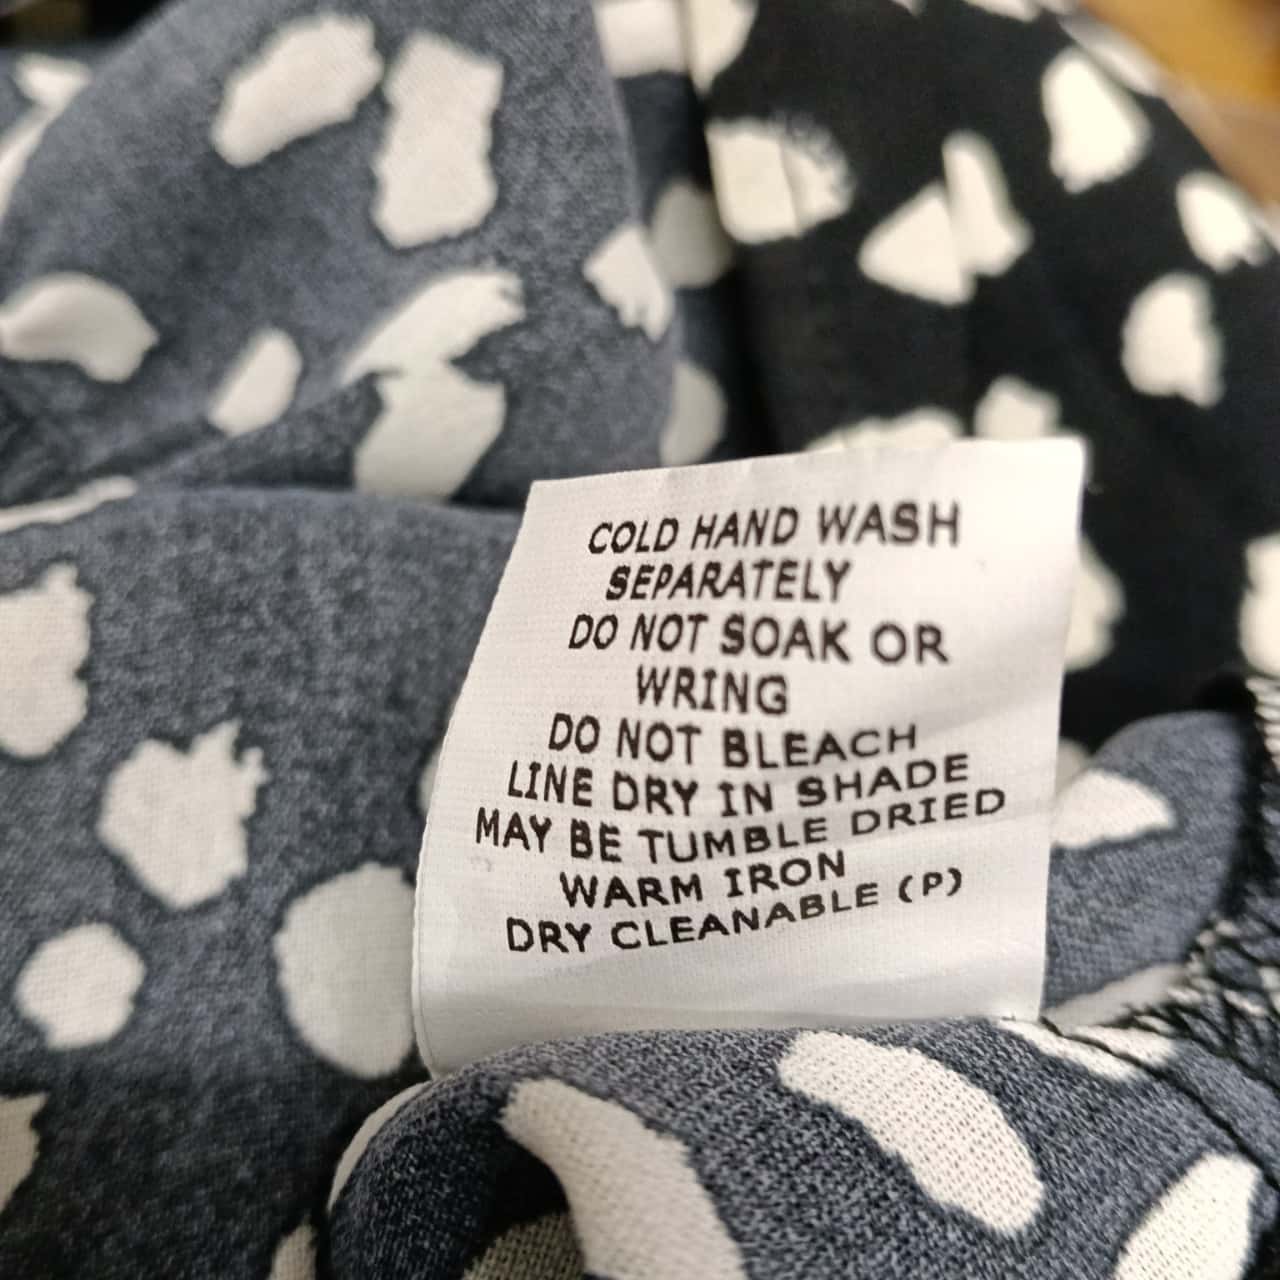 COLD HAND WASH
SEPARATELY
DO NOT SOAK OR
WRING
DO NOT BLEACH
LINE DRY IN SHADE
MAY BE TUMBLE DRIED
WARM IRON
DRY CLEANABLE (P)